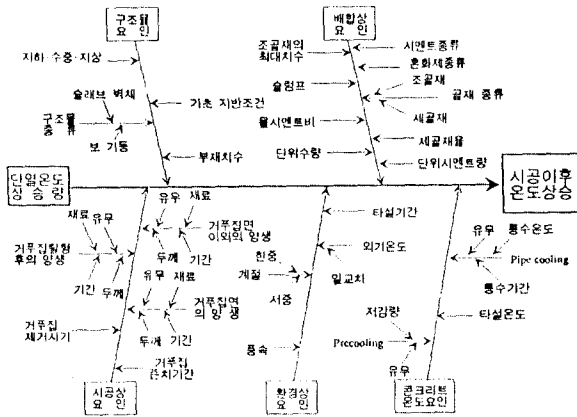 구조물
요 인
배합상
요 인
지하·수중·지상
조골재의
최대치수
시멘트종류
혼화제종류
슬래브 벽체
슬럼프
조골재
골재 종류
기초 지반조건
구조물
종 류
세골재
물시멘트비
보 기둥
세골재율
부재치수
단위수량
단위시멘트량
단열온도
상 승 량
시공이후
온도상승
유무
재료
타설기간
재료
유무
거푸집면
이외의 양생
유무
통수온도
거푸집탈형
후의 양생
두께
기간
외기온도
한중
Pipe cooling
유무
재료
계절
일교차
기간
두께
통수기간
거푸집면
의 양 생
서중
저감량
타설온도
거푸집
제거시기
두께
기간
풍속
Precooling
거푸집
존치기간
유무
시공상
요 인
환경상
요 인
콘크리트
온도요인